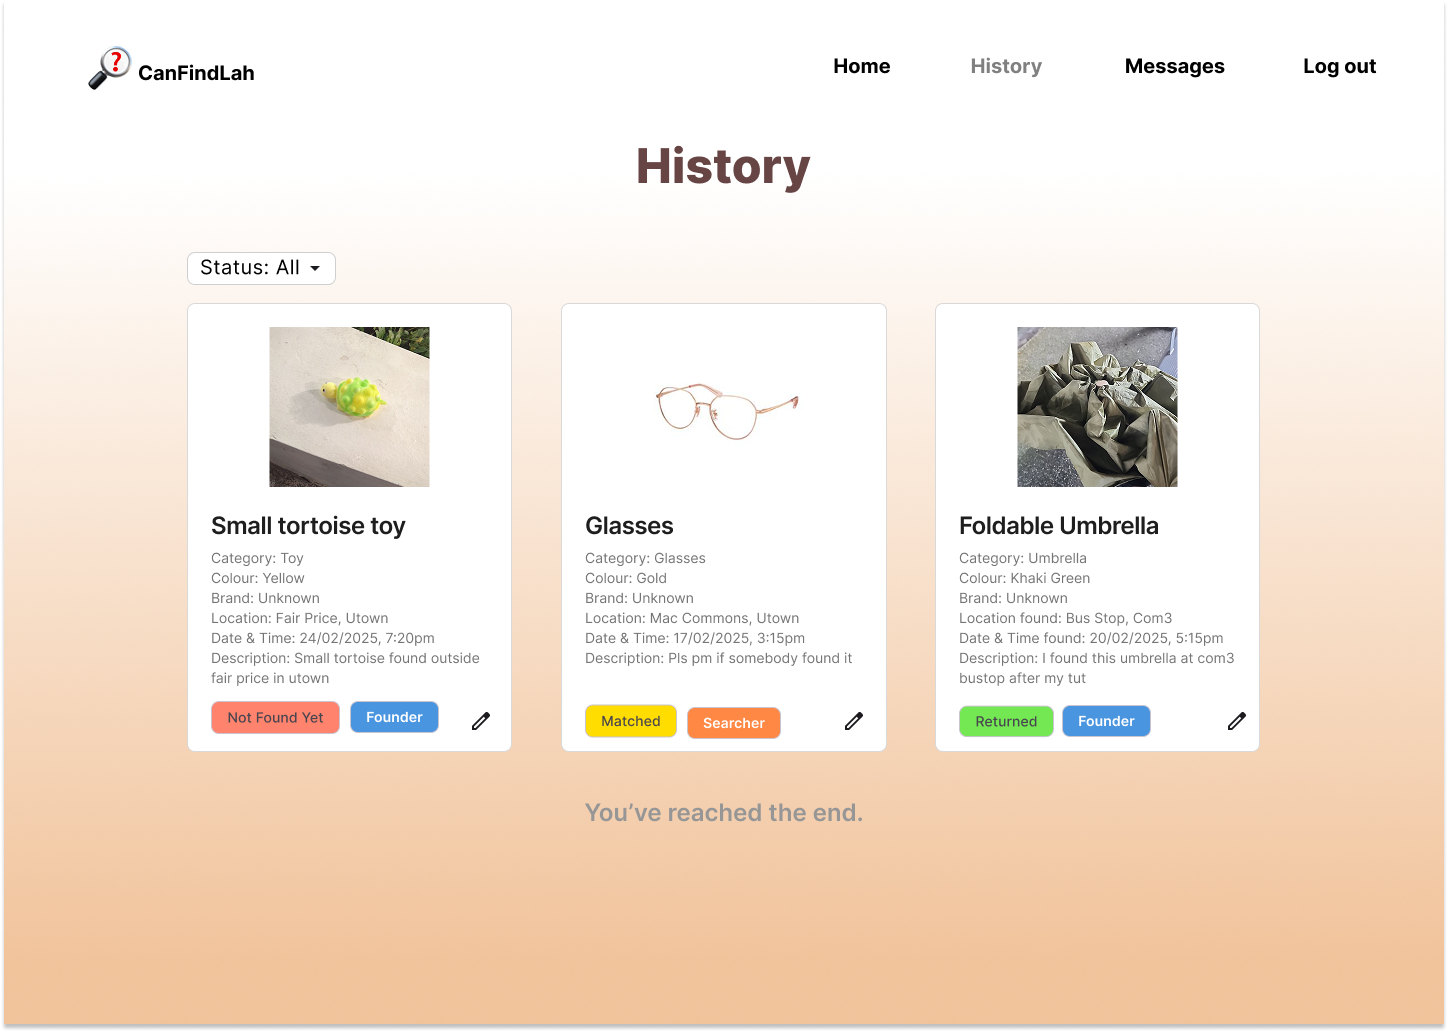 ?
CanFindLah
Home
History
Messages
Log out
History
Status: All
Small tortoise toy
Category: Toy
Colour: Yellow
Brand: Unknown
Location: Fair Price, Utown
Date & Time: 24/02/2025, 7:20pm
Description: Small tortoise found outside
fair price in utown
Not Found Yet
Founder
Glasses
Category: Glasses
Colour: Gold
Brand: Unknown
Location: Mac Commons, Utown
Date & Time: 17/02/2025, 3:15pm
Description: Pls pm if somebody found it
Matched
Searcher
Foldable Umbrella
Category: Umbrella
Colour: Khaki Green
Brand: Unknown
Location found: Bus Stop, Com3
Date & Time found: 20/02/2025, 5:15pm
Description: I found this umbrella at com3
bustop after my tut
Returned
Founder
You’ve reached the end.